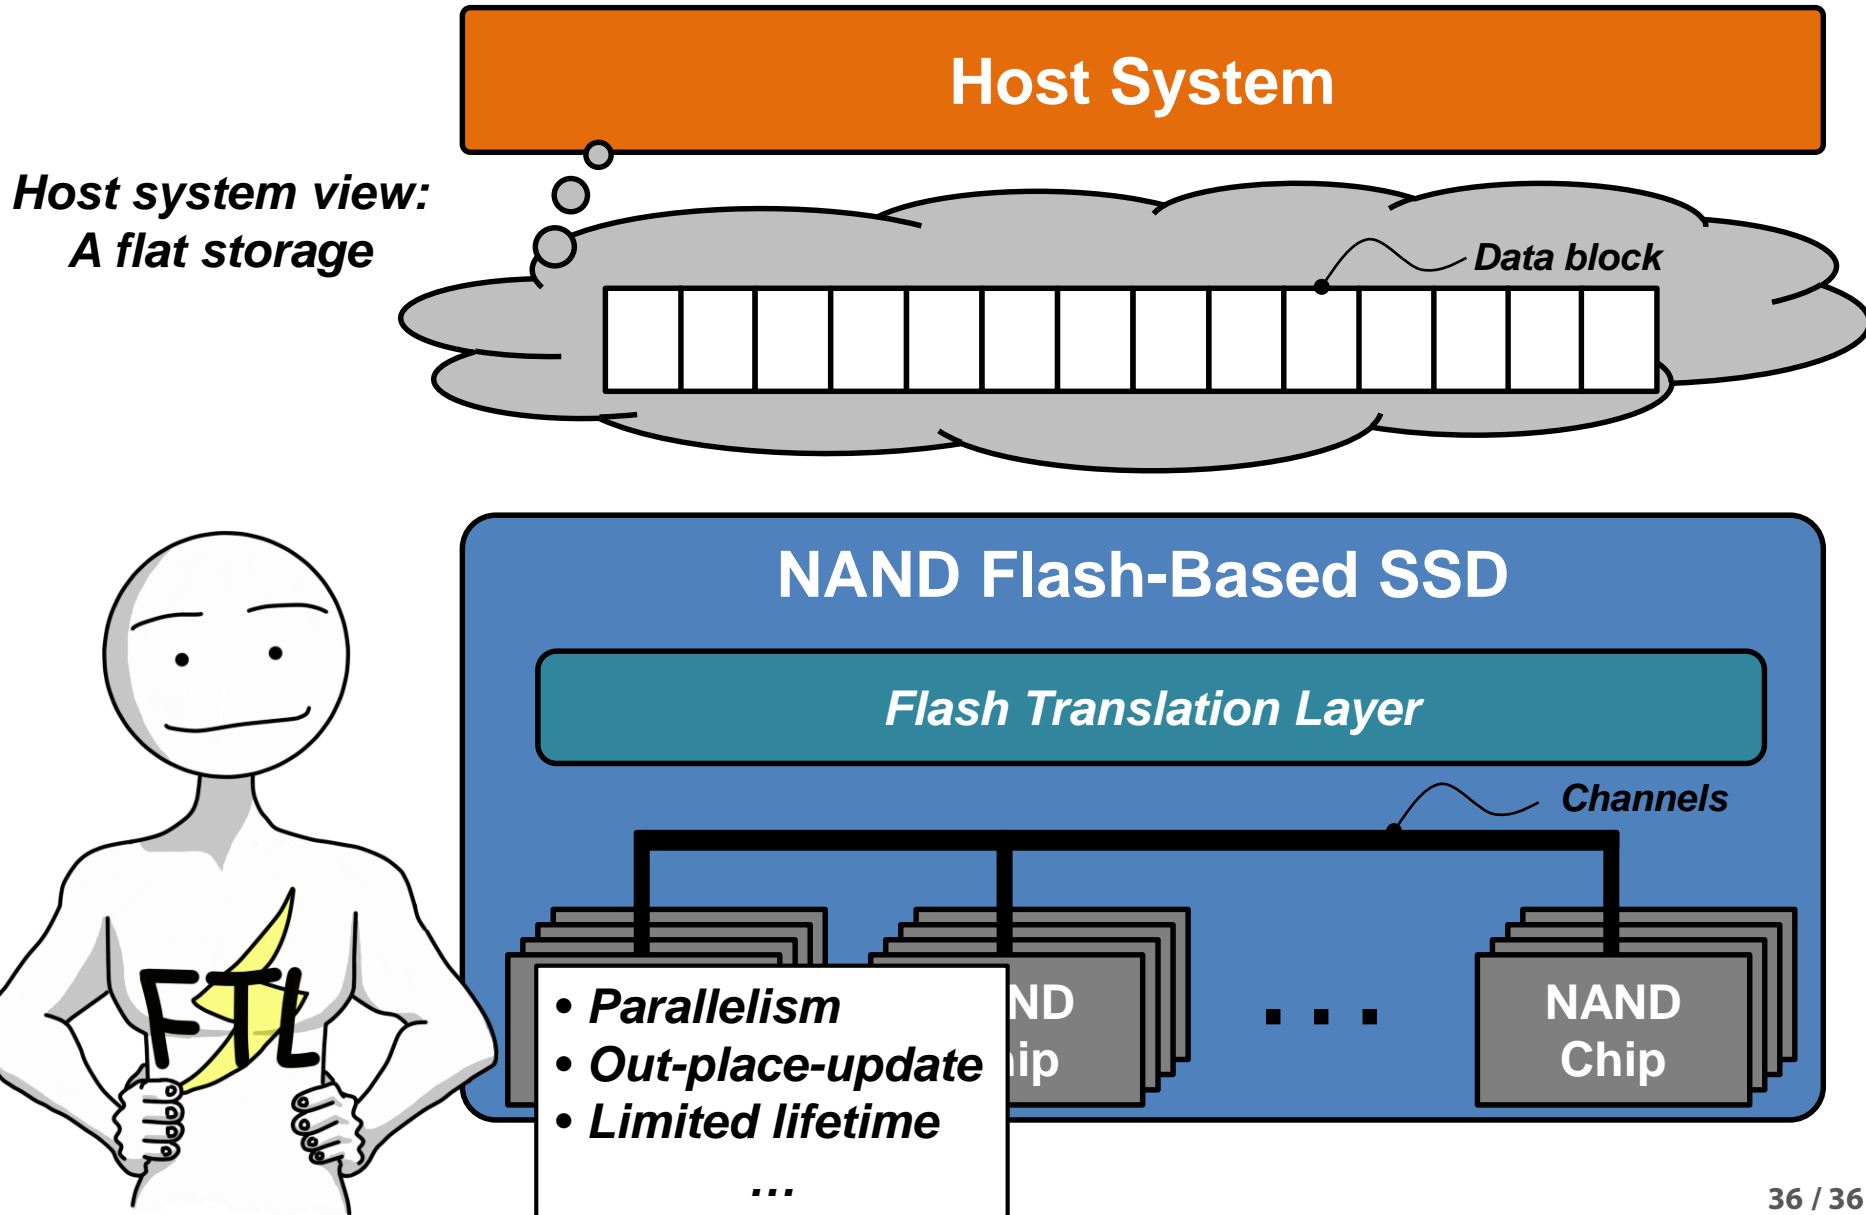 Host System
Host system view:
A flat storage
Data block
NAND Flash-Based SSD
Flash Translation Layer
Channels
FTL
• Parallelism
• Out-place-update
• Limited lifetime
...
ND
ip
. . .
NAND
Chip
36 / 36